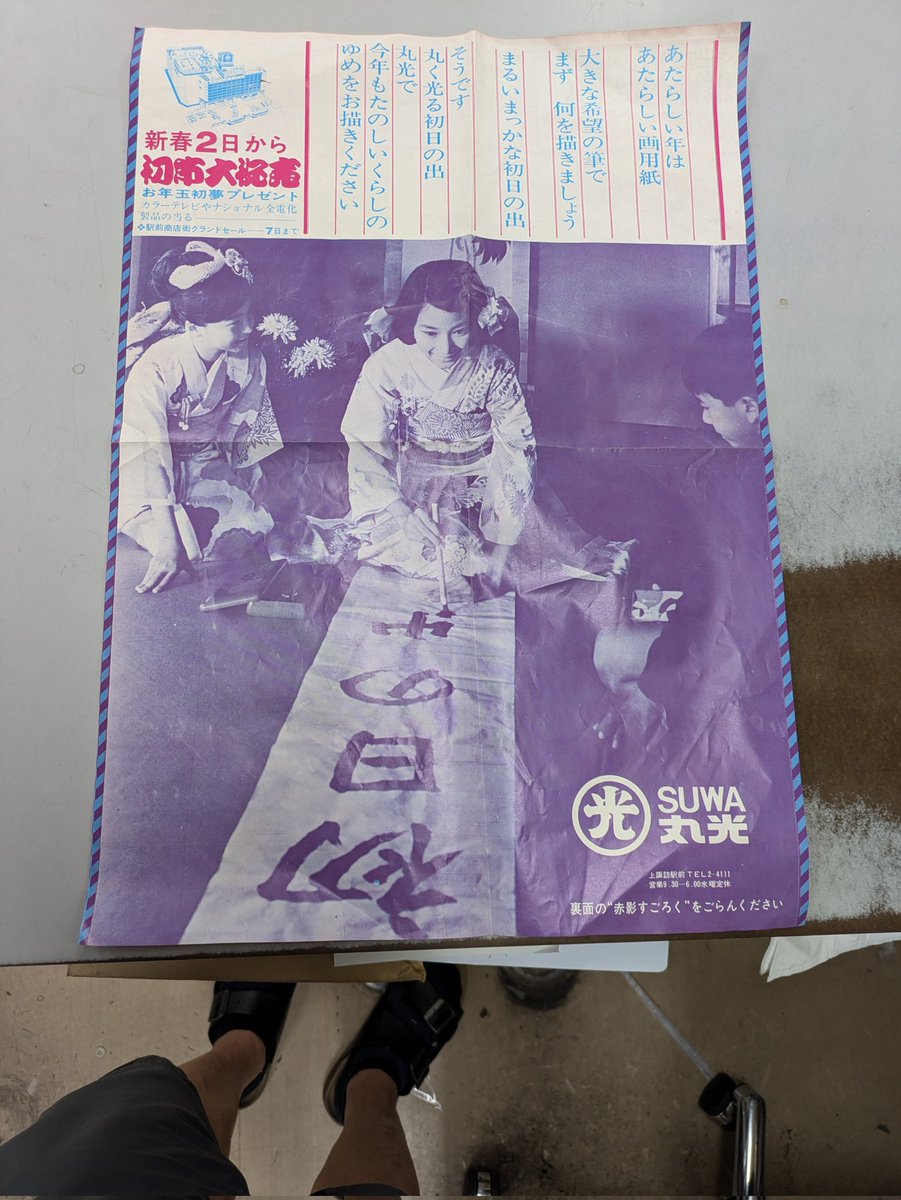 あたらしい年は
あたらしい画用紙
大きな希望の筆で
まず 何を描きましょう
まるいまっかな初日の出
そうです
丸く光る初日の出
丸光で
今年もたのしいくらしの
ゆめをお描きください
新春2日から
初市大祝売
お年玉初夢プレゼント
カラーテレビやナショナル全電化
製品の当る
❖駅前商店街グランドセール——7日まで
初日の
光
SUWA
丸光
上諏訪駅前 TEL2-4111
営業9.30—6.00水曜定休
裏面の“赤影すごろく”をごらんください